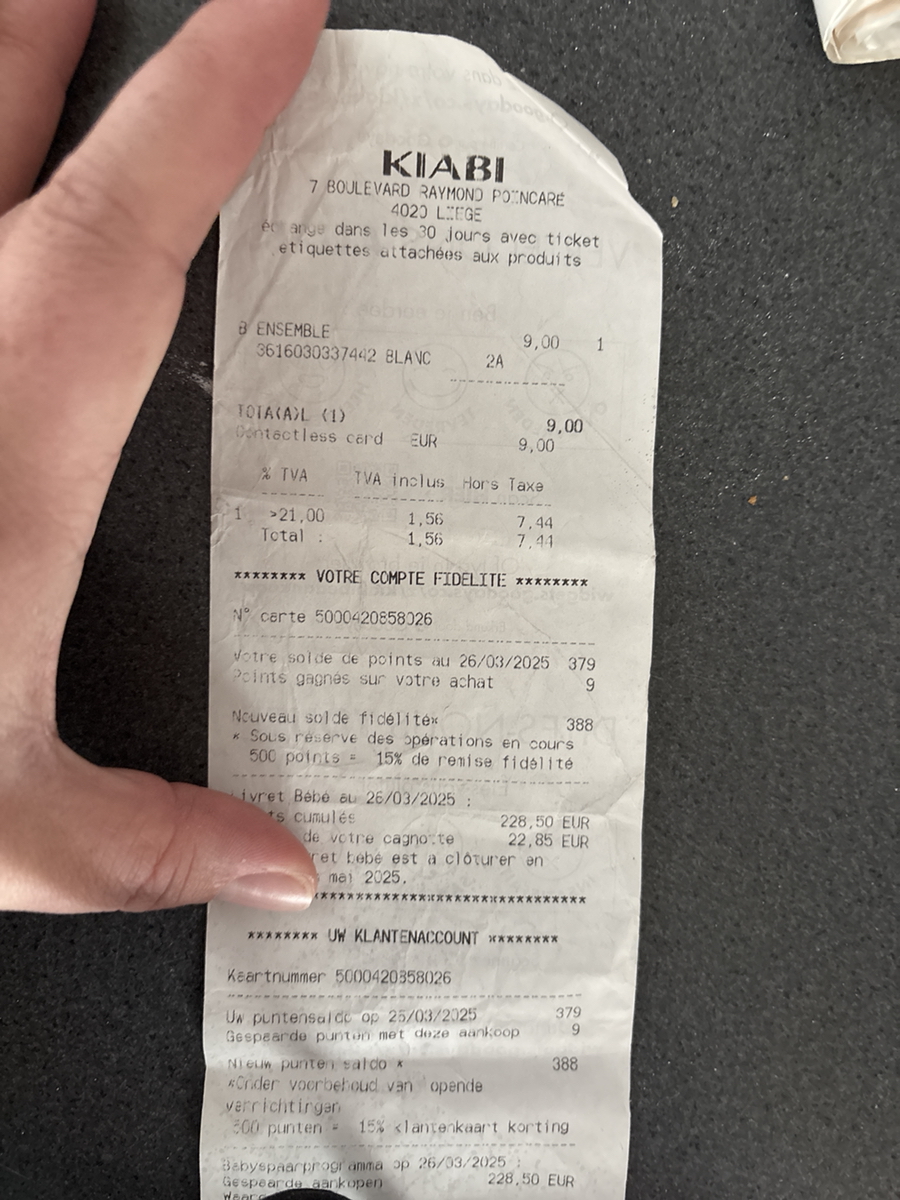 KIABI
7 BOULEVARD RAYMOND POINCARÉ
4020 LIEGE
échange dans les 30 jours avec ticket
etiquettes attachées aux produits
B ENSEMBLE 9,00 1
3616030337442 BLANC 2A
TOTA(A)L (1) 9,00
Contactless card EUR 9,00
% TVA TVA inclus Hors Taxe
1 >21,00 1,56 7,44
Total : 1,56 7,44
******** VOTRE COMPTE FIDELITE ********
N° carte 5000420858026
Votre solde de points au 26/03/2025 379
Points gagnés sur votre achat 9
Nouveau solde fidélité* 388
* Sous réserve des opérations en cours
500 points = 15% de remise fidélité
Livret Bébé au 26/03/2025 :
cumulés 228,50 EUR
de votre cagnotte 22,85 EUR
bébé est à clôturer en
mai 2025.
******** UW KLANTENACCOUNT ********
Kaartnummer 5000420858026
Uw puntensaldo op 26/03/2025 379
Gespaarde punten met deze aankoop 9
Nieuw punten saldo * 388
*Onder voorbehoud van opende
verrichtingen
500 punten = 15% klantenkaart korting
Babyspaarprogramma op 26/03/2025 :
Gespaarde aankopen 228,50 EUR